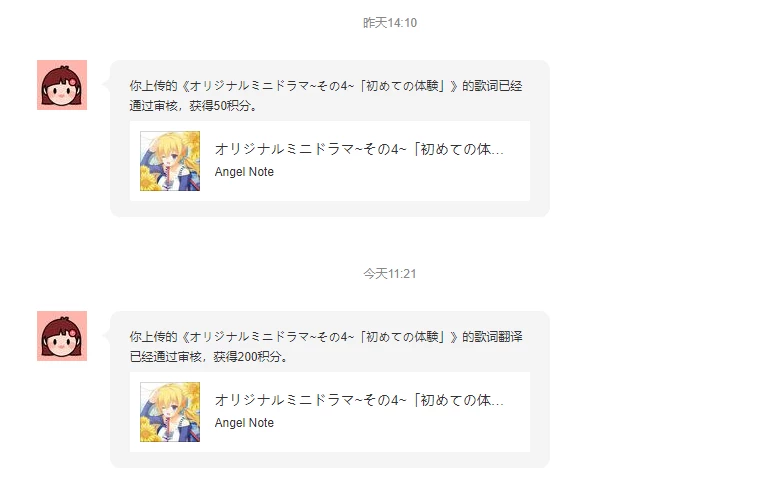 昨天14:10
你上传的《オリジナルミニドラマ~その4~「初めての体験」》的歌词已经
通过审核，获得50积分。
オリジナルミニドラマ~その4~「初めての体...
Angel Note
今天11:21
你上传的《オリジナルミニドラマ~その4~「初めての体験」》的歌词翻译
已经通过审核，获得200积分。
オリジナルミニドラマ~その4~「初めての体...
Angel Note